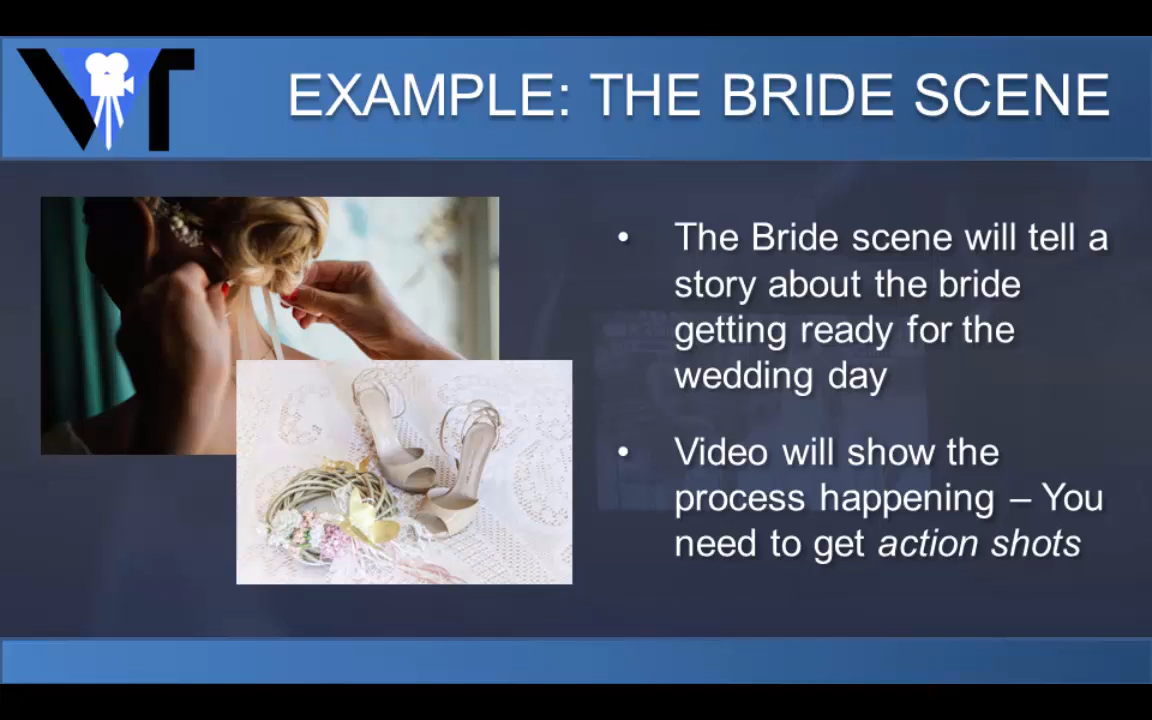 VT
EXAMPLE: THE BRIDE SCENE
• The Bride scene will tell a
story about the bride
getting ready for the
wedding day
• Video will show the
process happening – You
need to get action shots